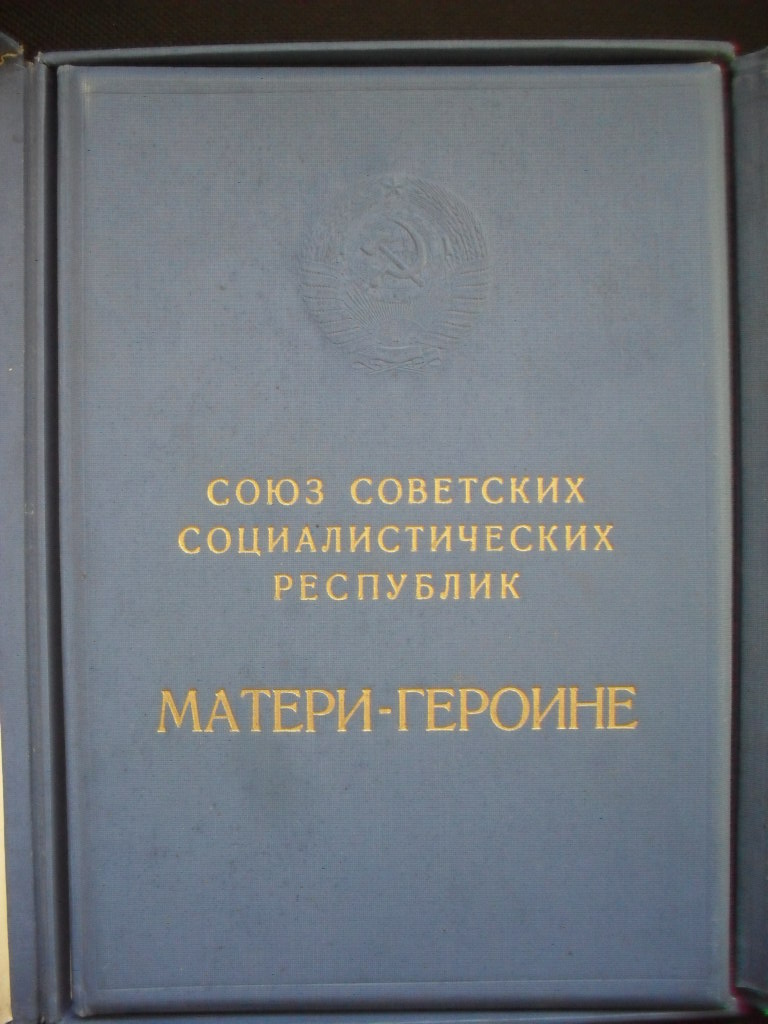 СОЮЗ СОВЕТСКИХ
СОЦИАЛИСТИЧЕСКИХ
РЕСПУБЛИК
МАТЕРИ-ГЕРОИНЕ